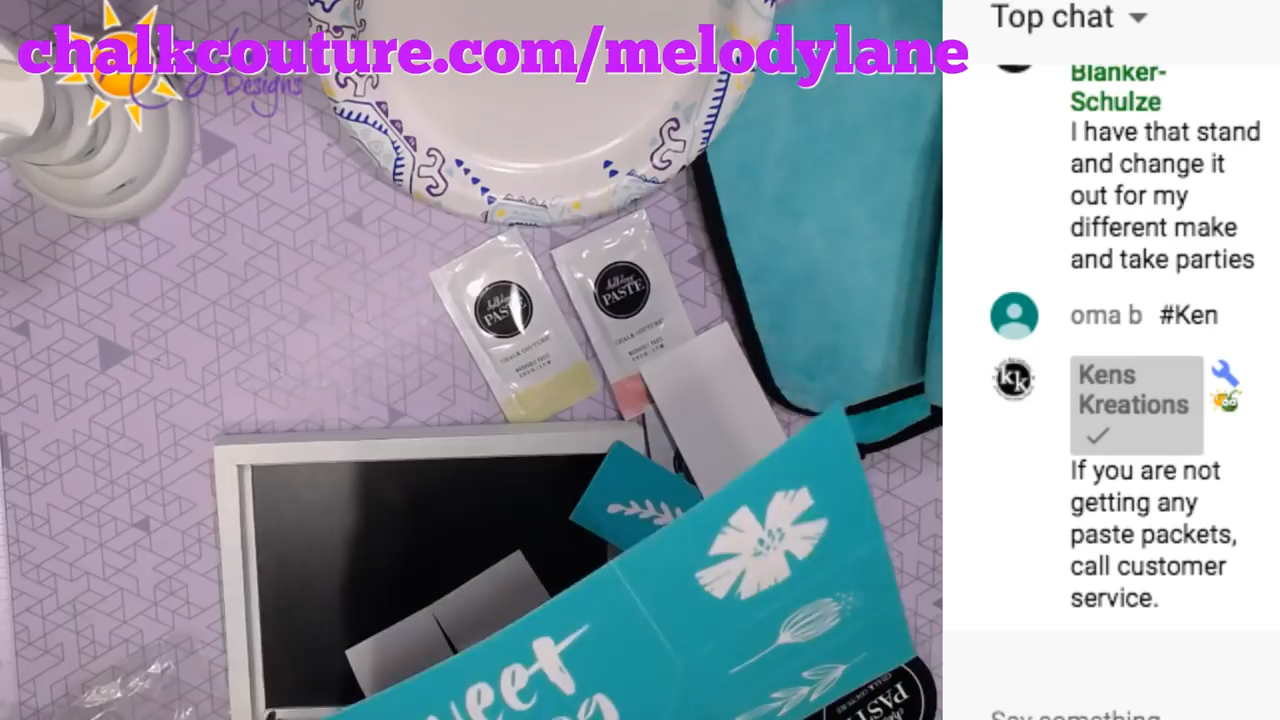 chalkcouture.com/melodylane
Designs
Top chat
Blanker-
Schulze
I have that stand
and change it
out for my
different make
and take parties
oma b #Ken
kk
Kens
Kreations
If you are not
getting any
paste packets,
call customer
service.
Say something
PASTE
CHALK COUTURE
PASTE
CHALK COUTURE
PASTE